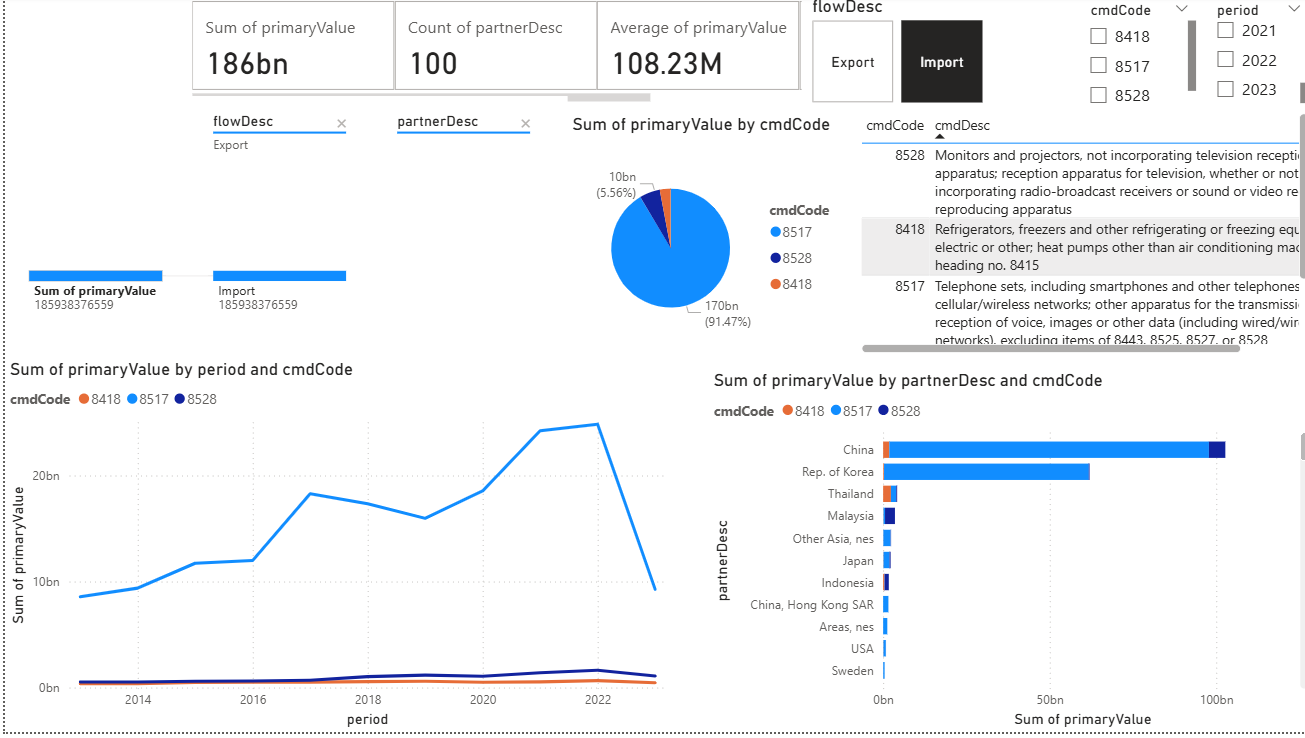 Sum of primaryValue
186bn
Count of partnerDesc
100
Average of primaryValue
108.23M
flowDesc
Export
Import
cmdCode
8418
8517
8528
period
2021
2022
2023
flowDesc
Export
partnerDesc
Sum of primaryValue
185938376559
Import
185938376559
Sum of primaryValue by cmdCode
10bn
(5.56%)
170bn
(91.47%)
cmdCode
8517
8528
8418
cmdCode cmdDesc
8528 Monitors and projectors, not incorporating television recepti
apparatus; reception apparatus for television, whether or not
incorporating radio-broadcast receivers or sound or video re
reproducing apparatus
8418 Refrigerators, freezers and other refrigerating or freezing equ
electric or other; heat pumps other than air conditioning mac
heading no. 8415
8517 Telephone sets, including smartphones and other telephones
cellular/wireless networks; other apparatus for the transmissi
reception of voice, images or other data (including wired/wir
networks), excluding items of 8443, 8525, 8527, or 8528
Sum of primaryValue by period and cmdCode
cmdCode 8418 8517 8528
Sum of primaryValue
20bn
10bn
0bn
2014 2016 2018 2020 2022
period
Sum of primaryValue by partnerDesc and cmdCode
cmdCode 8418 8517 8528
partnerDesc
China
Rep. of Korea
Thailand
Malaysia
Other Asia, nes
Japan
Indonesia
China, Hong Kong SAR
Areas, nes
USA
Sweden
0bn 50bn 100bn
Sum of primaryValue